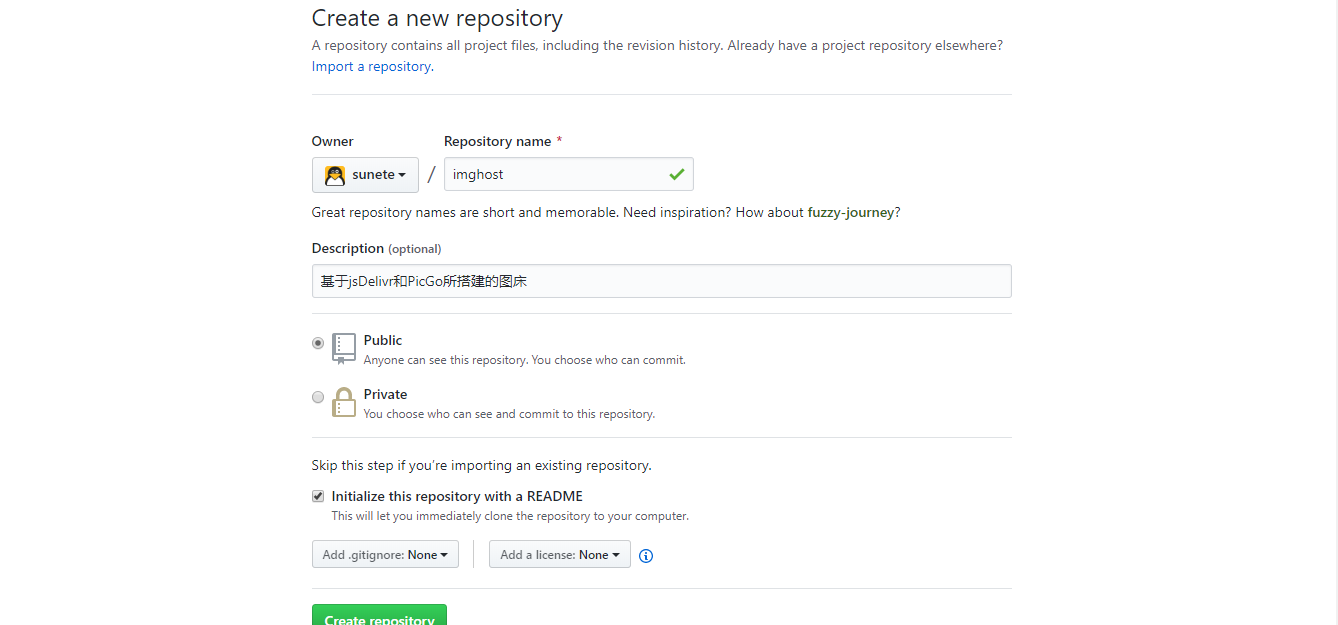 Create a new repository
A repository contains all project files, including the revision history. Already have a project repository elsewhere?
Import a repository.
Owner
Repository name *
sunete
/
imghost
Great repository names are short and memorable. Need inspiration? How about fuzzy-journey?
Description (optional)
基于jsDelivr和PicGo所搭建的图床
Public
Anyone can see this repository. You choose who can commit.
Private
You choose who can see and commit to this repository.
Skip this step if you're importing an existing repository.
Initialize this repository with a README
This will let you immediately clone the repository to your computer.
Add .gitignore: None
Add a license: None
Create repository